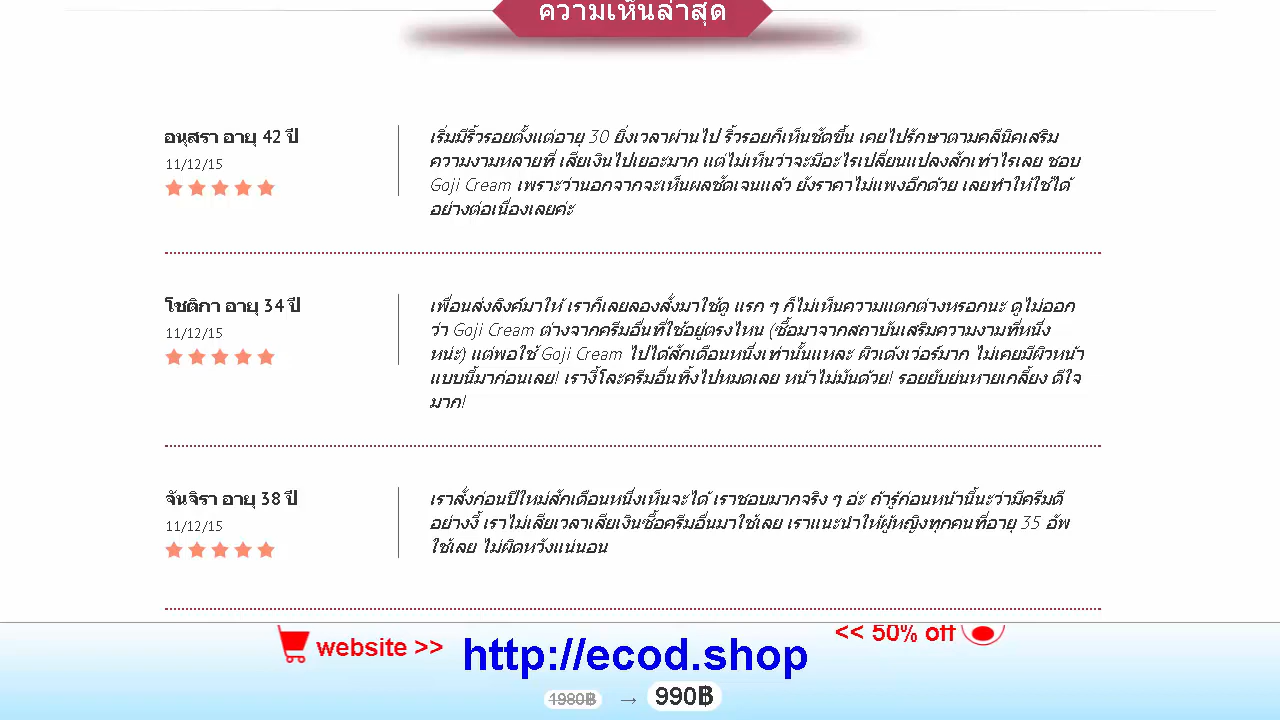 ความเห็นล่าสุด
อนุสรา อายุ 42 ปี
11/12/15
เริ่มมีริ้วรอยตั้งแต่อายุ 30 ยิ่งเวลาผ่านไป ริ้วรอยก็เห็นชัดขึ้น เคยไปรักษาตามคลีนิคเสริม
ความงามหลายที่ เสียเงินไปเยอะมาก แต่ไม่เห็นว่าจะมีอะไรเปลี่ยนแปลงสักเท่าไรเลย ชอบ
Goji Cream เพราะว่านอกจากจะเห็นผลชัดเจนแล้ว ยังราคาไม่แพงอีกด้วย เลยทำให้ใช้ได้
อย่างต่อเนื่องเลยค่ะ
โชติกา อายุ 34 ปี
11/12/15
เพื่อนส่งลิงค์มาให้ เราก็เลยลองสั่งมาใช้ดู แรก ๆ ก็ไม่เห็นความแตกต่างหรอกนะ ดูไม่ออก
ว่า Goji Cream ต่างจากครีมอื่นที่ใช้อยู่ตรงไหน (ซื้อมาจากสถาบันเสริมความงามที่หนึ่ง
หน่ะ) แต่พอใช้ Goji Cream ไปได้สักเดือนหนึ่งเท่านั้นแหละ ผิวเด้งเว่อร์มาก ไม่เคยมีผิวหน้า
แบบนี้มาก่อนเลย! เรางี้โละครีมอื่นทิ้งไปหมดเลย หน้าไม่มันด้วย! รอยยับย่นหายเกลี้ยง ดีใจ
มาก!
จันจิรา อายุ 38 ปี
11/12/15
เราสั่งก่อนปีใหม่สักเดือนหนึ่งเห็นจะได้ เราชอบมากจริง ๆ อ่ะ ถ้ารู้ก่อนหน้านี้นะว่ามีครีมดี
อย่างงี้ เราไม่เสียเวลาเสียเงินซื้อครีมอื่นมาใช้เลย เราแนะนำให้ผู้หญิงทุกคนที่อายุ 35 อัพ
ใช้เลย ไม่ผิดหวังแน่นอน
website >> http://ecod.shop << 50% off
1980฿ → 990฿